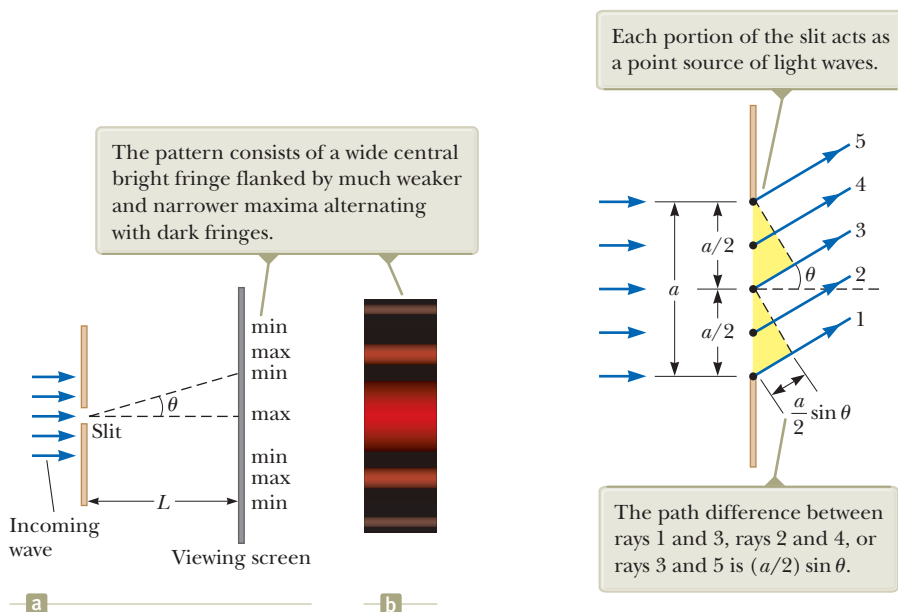 Each portion of the slit acts as
a point source of light waves.
The pattern consists of a wide central
bright fringe flanked by much weaker
and narrower maxima alternating
with dark fringes.
min
max
min
max
min
max
min
θ
Slit
L
Incoming
wave
Viewing screen
a
b
5
4
3
2
1
a/2
a
a/2
θ
a/2 sin θ
The path difference between
rays 1 and 3, rays 2 and 4, or
rays 3 and 5 is (a/2) sin θ.